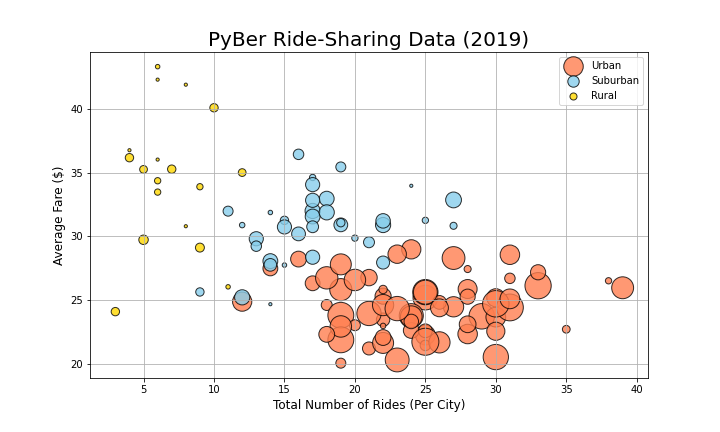 PyBer Ride-Sharing Data (2019)
Urban
Suburban
Rural
Average Fare ($)
40
35
30
25
20
5 10 15 20 25 30 35 40
Total Number of Rides (Per City)